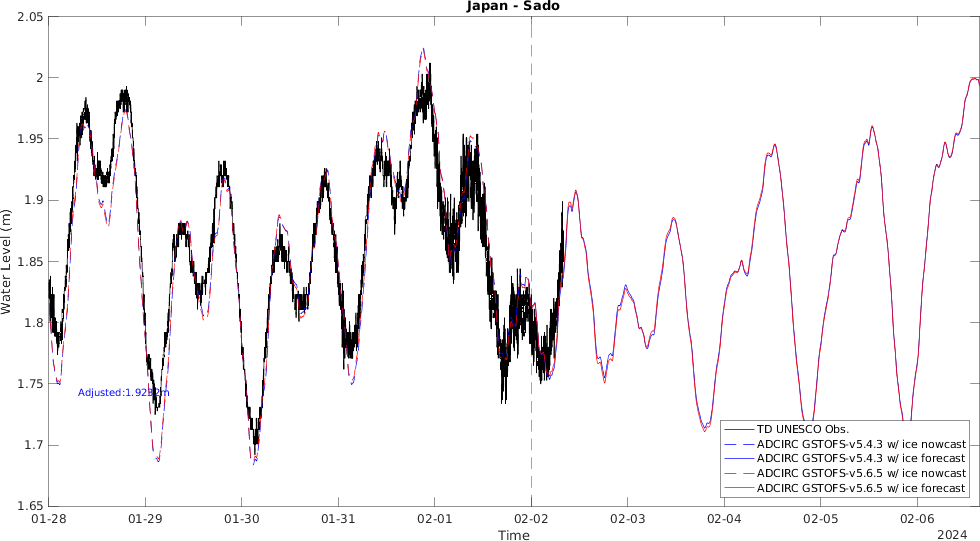 Japan - Sado
2.05
2
1.95
1.9
1.85
1.8
1.75
1.7
1.65
Water Level (m)
TD UNESCO Obs.
ADCIRC GSTOFS-v5.4.3 w/ ice nowcast
ADCIRC GSTOFS-v5.4.3 w/ ice forecast
ADCIRC GSTOFS-v5.6.5 w/ ice nowcast
ADCIRC GSTOFS-v5.6.5 w/ ice forecast
01-28 01-29 01-30 01-31 02-01 02-02 02-03 02-04 02-05 02-06
Time
2024